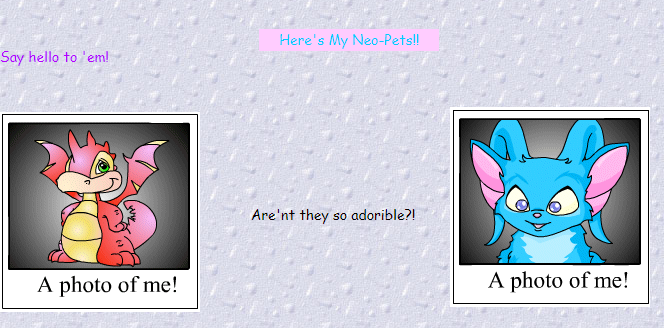 Here's My Neo-Pets!!
Say hello to 'em!
Are'nt they so adorible?!
A photo of me!
A photo of me!